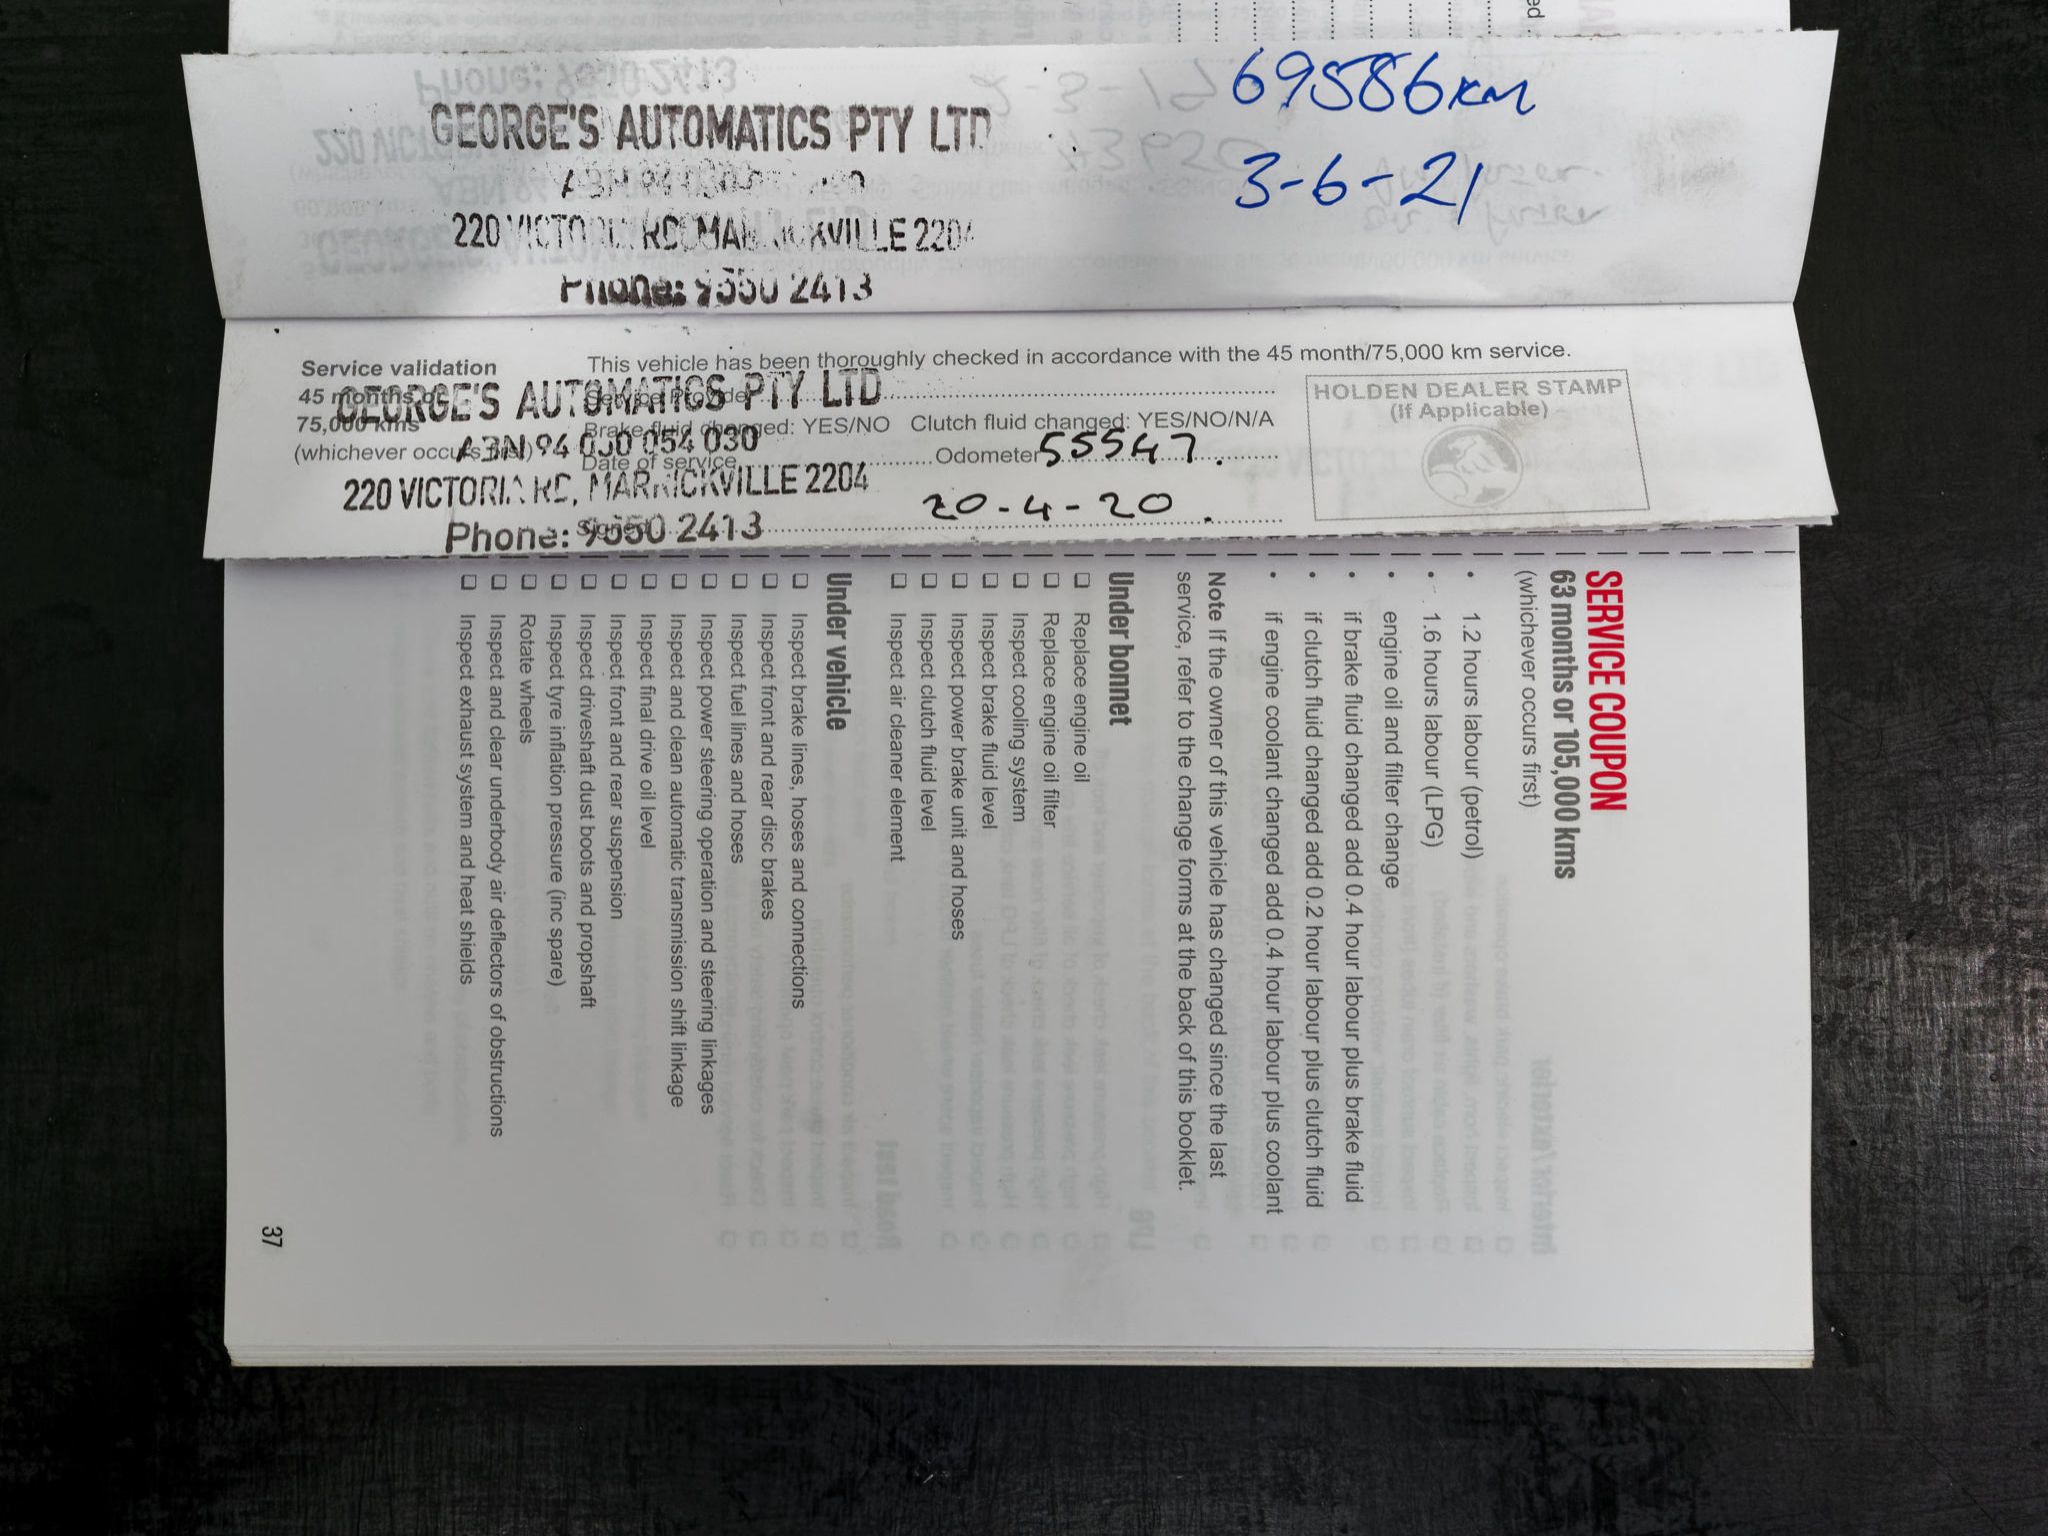 69586km
3-6-21
GEORGE'S AUTOMATICS PTY LTD
ABN 94
220 VICTORIA RD, MARRICKVILLE 2204
Phone: 9550 2413
Service validation
45 months or
75,000 kms
(whichever occurs first)
This vehicle has been thoroughly checked in accordance with the 45 month/75,000 km service.
Service Provider
Brake fluid changed: YES/NO Clutch fluid changed: YES/NO/N/A
Date of service Odometer 55547.
20-4-20
Signed
GEORGE'S AUTOMATICS PTY LTD
ABN 94 030 054 030
220 VICTORIA RD, MARRICKVILLE 2204
Phone: 9550 2413
HOLDEN DEALER STAMP
(If Applicable)
SERVICE COUPON
63 months or 105,000 kms
(whichever occurs first)
• 1.2 hours labour (petrol)
• 1.6 hours labour (LPG)
• engine oil and filter change
• if brake fluid changed add 0.4 hour labour plus brake fluid
• if clutch fluid changed add 0.2 hour labour plus clutch fluid
• if engine coolant changed add 0.4 hour labour plus coolant
Note If the owner of this vehicle has changed since the last
service, refer to the change forms at the back of this booklet.
Under bonnet
❏ Replace engine oil
❏ Replace engine oil filter
❏ Inspect cooling system
❏ Inspect brake fluid level
❏ Inspect power brake unit and hoses
❏ Inspect clutch fluid level
❏ Inspect air cleaner element
Under vehicle
❏ Inspect brake lines, hoses and connections
❏ Inspect front and rear disc brakes
❏ Inspect fuel lines and hoses
❏ Inspect power steering operation and steering linkages
❏ Inspect and clean automatic transmission shift linkage
❏ Inspect final drive oil level
❏ Inspect front and rear suspension
❏ Inspect driveshaft dust boots and propshaft
❏ Inspect tyre inflation pressure (inc spare)
❏ Rotate wheels
❏ Inspect and clear underbody air deflectors of obstructions
❏ Inspect exhaust system and heat shields
37